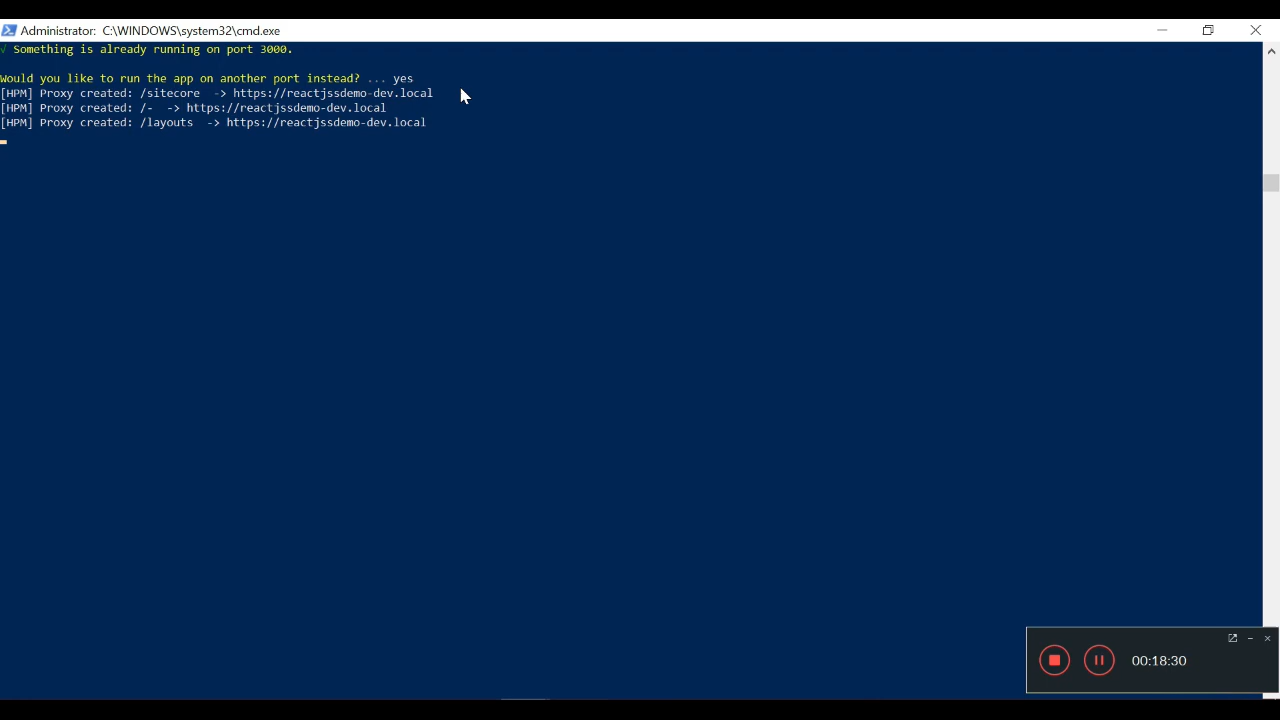 Administrator: C:\WINDOWS\system32\cmd.exe
√ Something is already running on port 3000.
Would you like to run the app on another port instead? ... yes
[HPM] Proxy created: /sitecore  -> https://reactjssdemo-dev.local
[HPM] Proxy created: /-  -> https://reactjssdemo-dev.local
[HPM] Proxy created: /layouts  -> https://reactjssdemo-dev.local
00:18:30